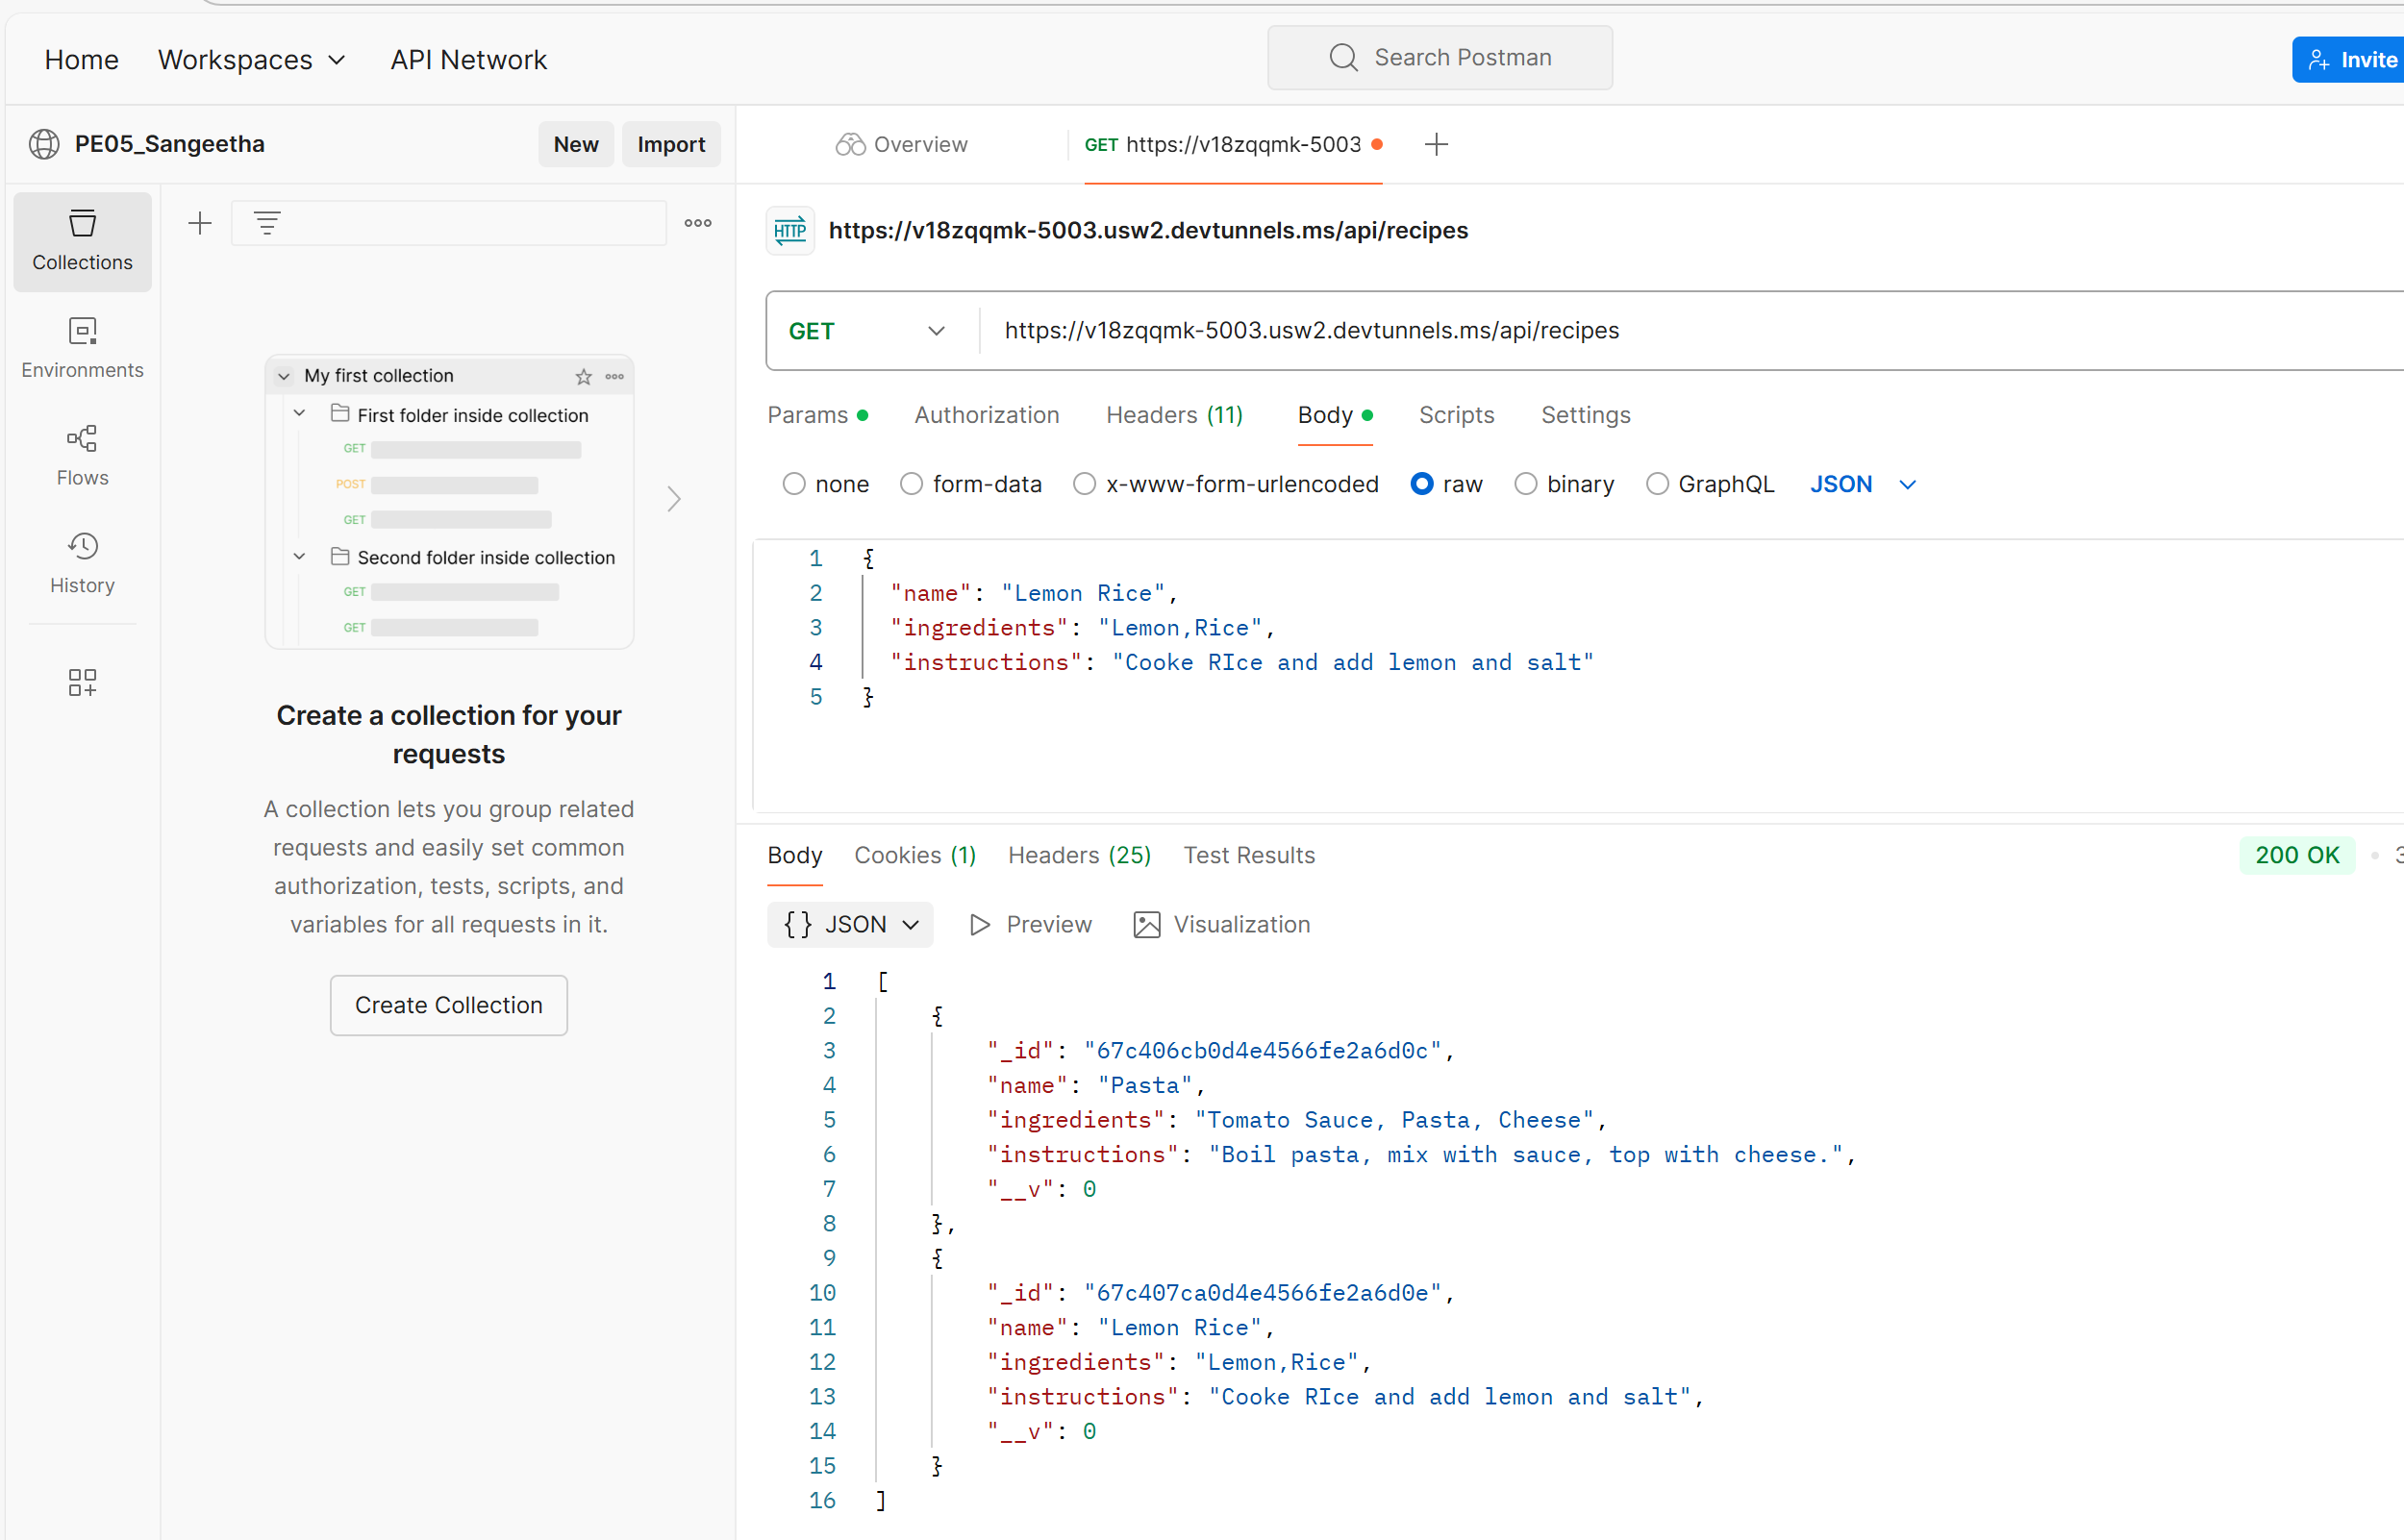 Home Workspaces API Network Search Postman Invite
PE05_Sangeetha New Import
Overview GET https://v18zqqmk-5003
Collections
Environments
Flows
History
My first collection
First folder inside collection
GET
POST
GET
Second folder inside collection
GET
GET
Create a collection for your
requests
A collection lets you group related
requests and easily set common
authorization, tests, scripts, and
variables for all requests in it.
Create Collection
HTTP https://v18zqqmk-5003.usw2.devtunnels.ms/api/recipes
GET https://v18zqqmk-5003.usw2.devtunnels.ms/api/recipes
Params Authorization Headers (11) Body Scripts Settings
none form-data x-www-form-urlencoded raw binary GraphQL JSON
1 {
2 "name": "Lemon Rice",
3 "ingredients": "Lemon,Rice",
4 "instructions": "Cooke RIce and add lemon and salt"
5 }
Body Cookies (1) Headers (25) Test Results 200 OK
{} JSON Preview Visualization
1 [
2 {
3 "_id": "67c406cb0d4e4566fe2a6d0c",
4 "name": "Pasta",
5 "ingredients": "Tomato Sauce, Pasta, Cheese",
6 "instructions": "Boil pasta, mix with sauce, top with cheese.",
7 "__v": 0
8 },
9 {
10 "_id": "67c407ca0d4e4566fe2a6d0e",
11 "name": "Lemon Rice",
12 "ingredients": "Lemon,Rice",
13 "instructions": "Cooke RIce and add lemon and salt",
14 "__v": 0
15 }
16 ]